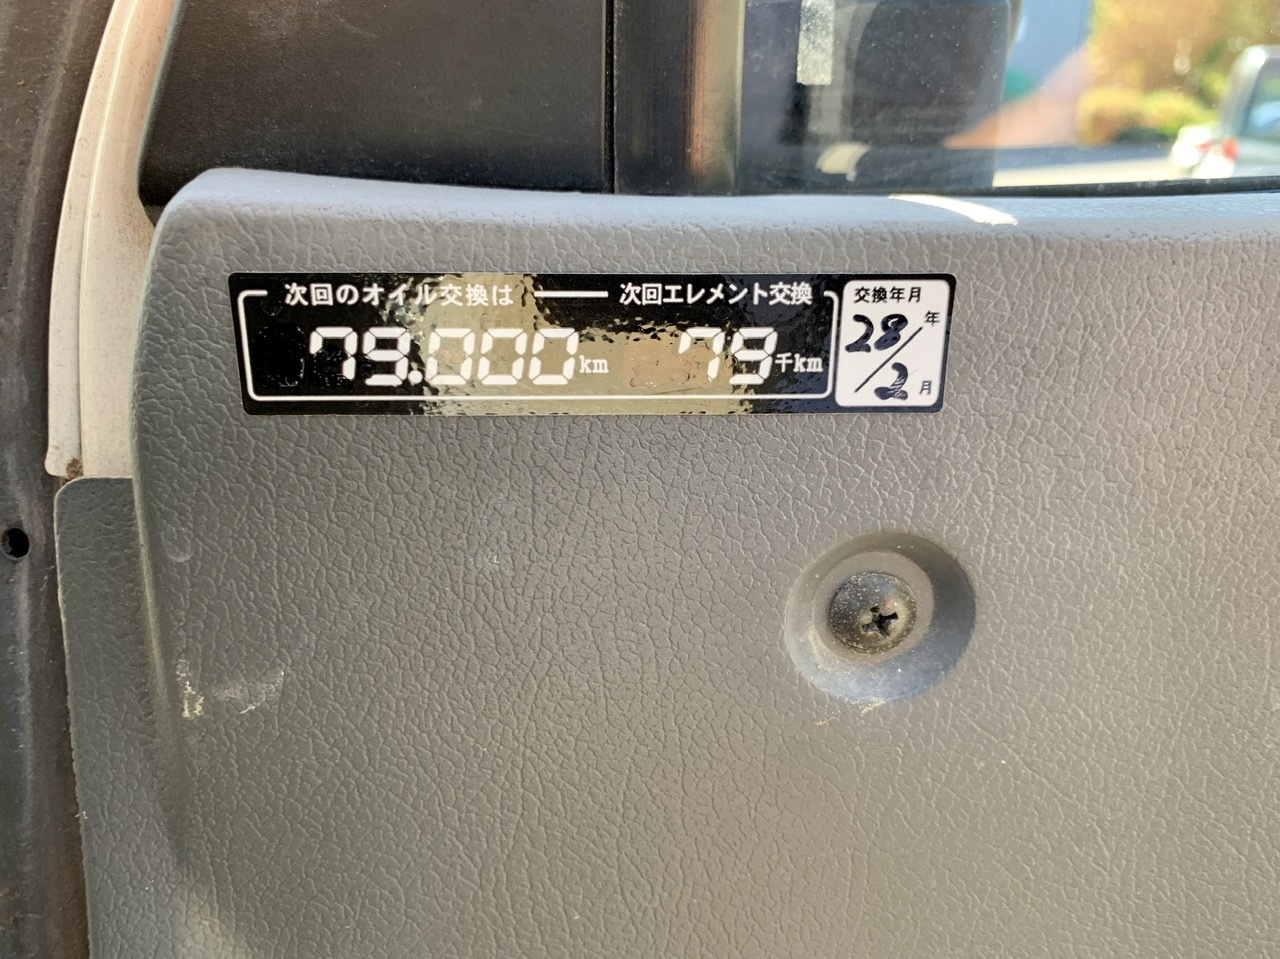 次回のオイル交換は 次回エレメント交換
79.000km 79千km
交換年月
28年
2月